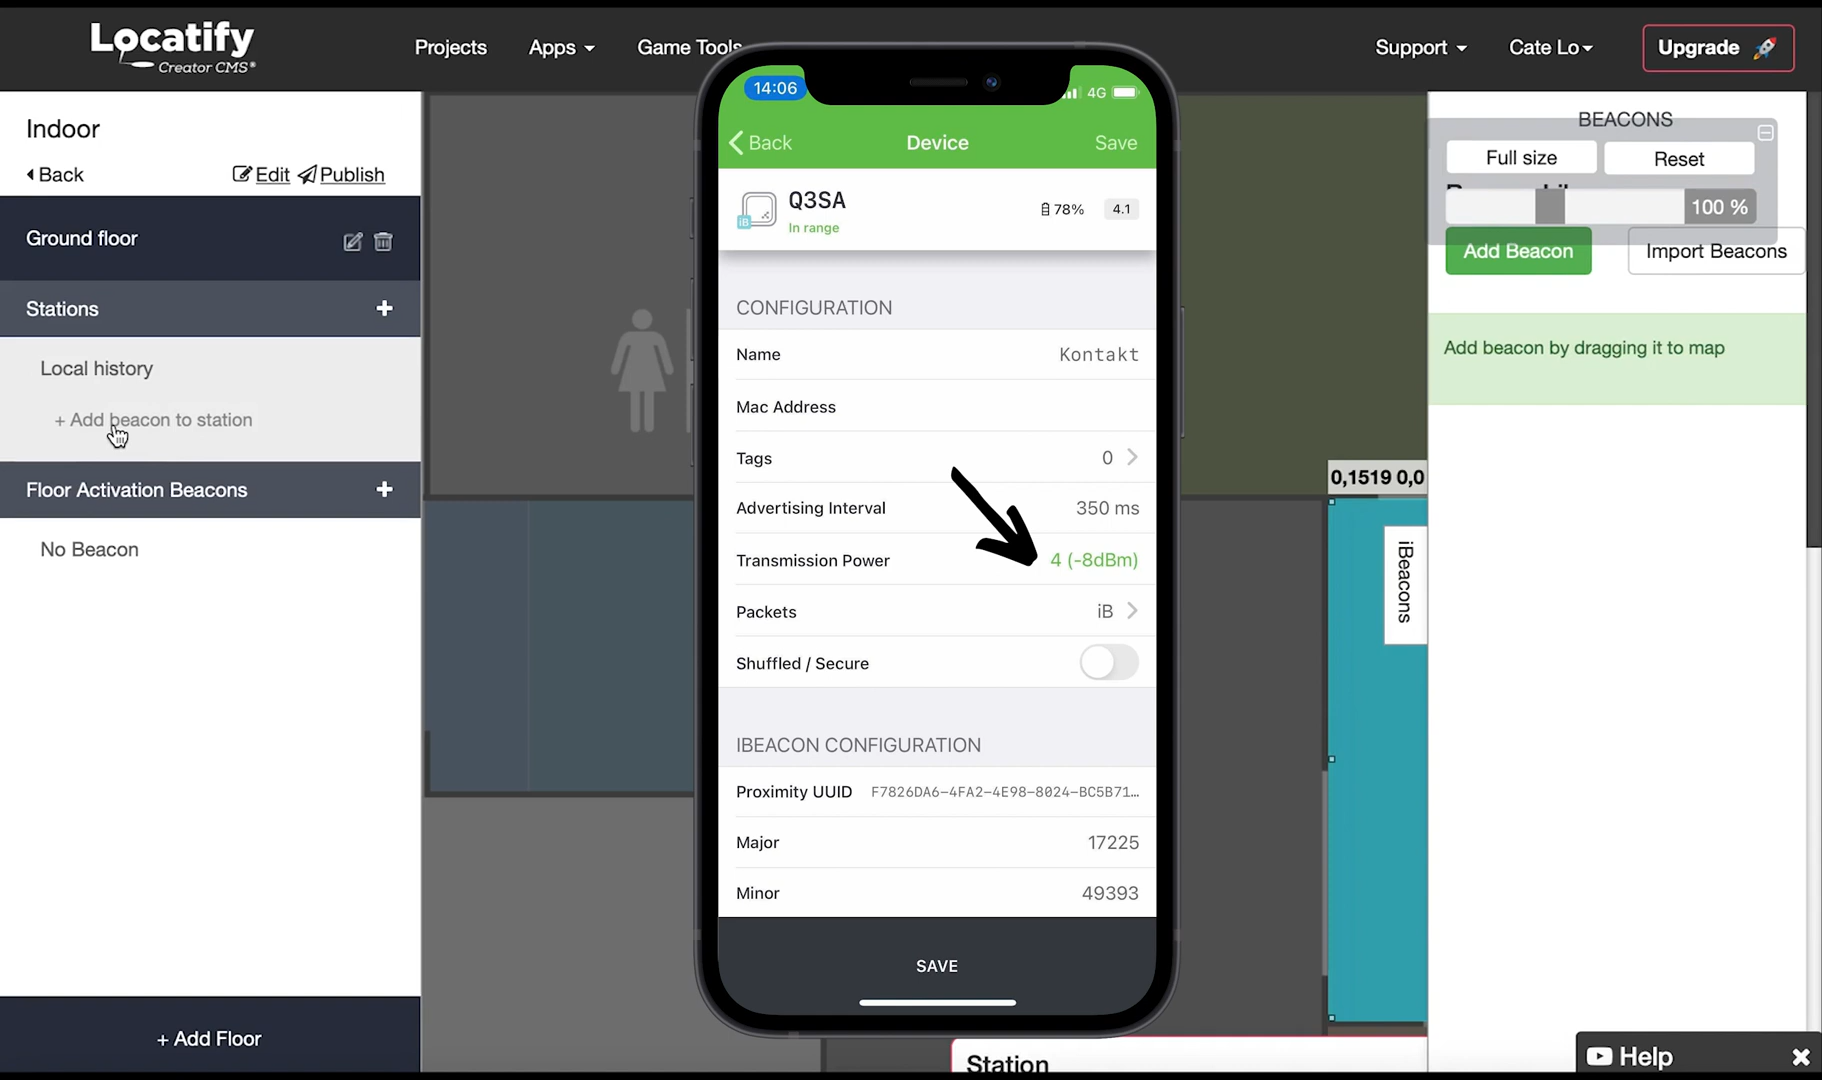 Locatify
Creator CMS®
Projects
Apps
Game Tools
Support
Cate Lo
Upgrade
Indoor
Back
Edit
Publish
Ground floor
Stations
Local history
+ Add beacon to station
Floor Activation Beacons
No Beacon
+ Add Floor
14:06
4G
Back
Device
Save
iB
Q3SA
In range
78%
4.1
CONFIGURATION
Name
Kontakt
Mac Address
Tags
0
Advertising Interval
350 ms
Transmission Power
4 (-8dBm)
Packets
iB
Shuffled / Secure
IBEACON CONFIGURATION
Proximity UUID
F7826DA6-4FA2-4E98-8024-BC5B71…
Major
17225
Minor
49393
SAVE
BEACONS
Full size
Reset
100 %
Add Beacon
Import Beacons
Add beacon by dragging it to map
0,1519 0,0
iBeacons
Station
Help